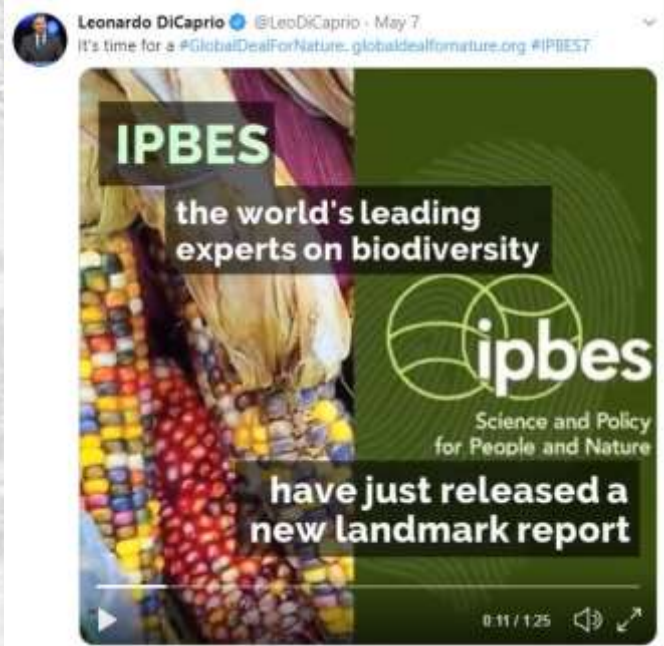 Leonardo DiCaprio @LeoDiCaprio - May 7
It's time for a #GlobalDealForNature. globaldealfornature.org #IPBES7
IPBES
the world's leading
experts on biodiversity
ipbes
Science and Policy
for People and Nature
have just released a
new landmark report
0:11 / 1:25